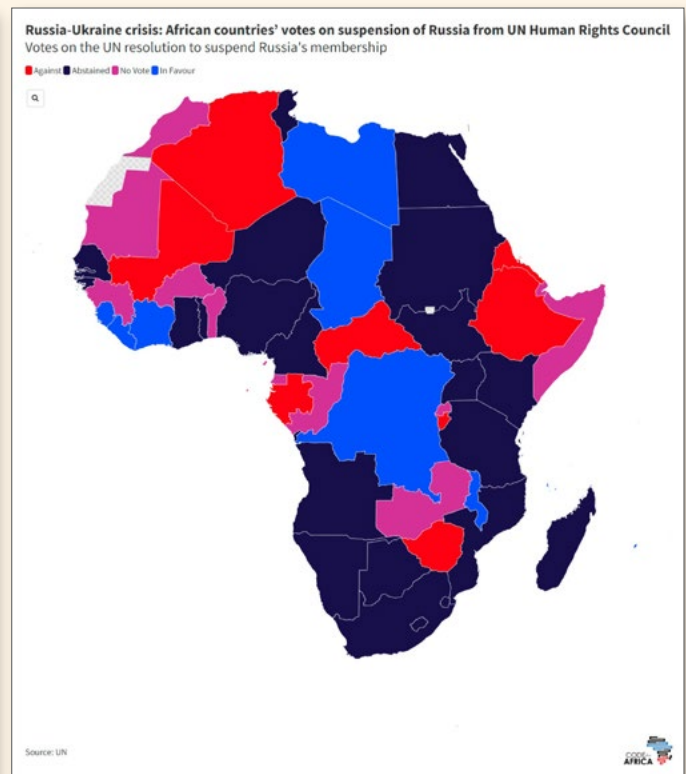 Russia-Ukraine crisis: African countries' votes on suspension of Russia from UN Human Rights Council
Votes on the UN resolution to suspend Russia's membership
Against Abstained No Vote In Favour
Source: UN
CODE for AFRICA